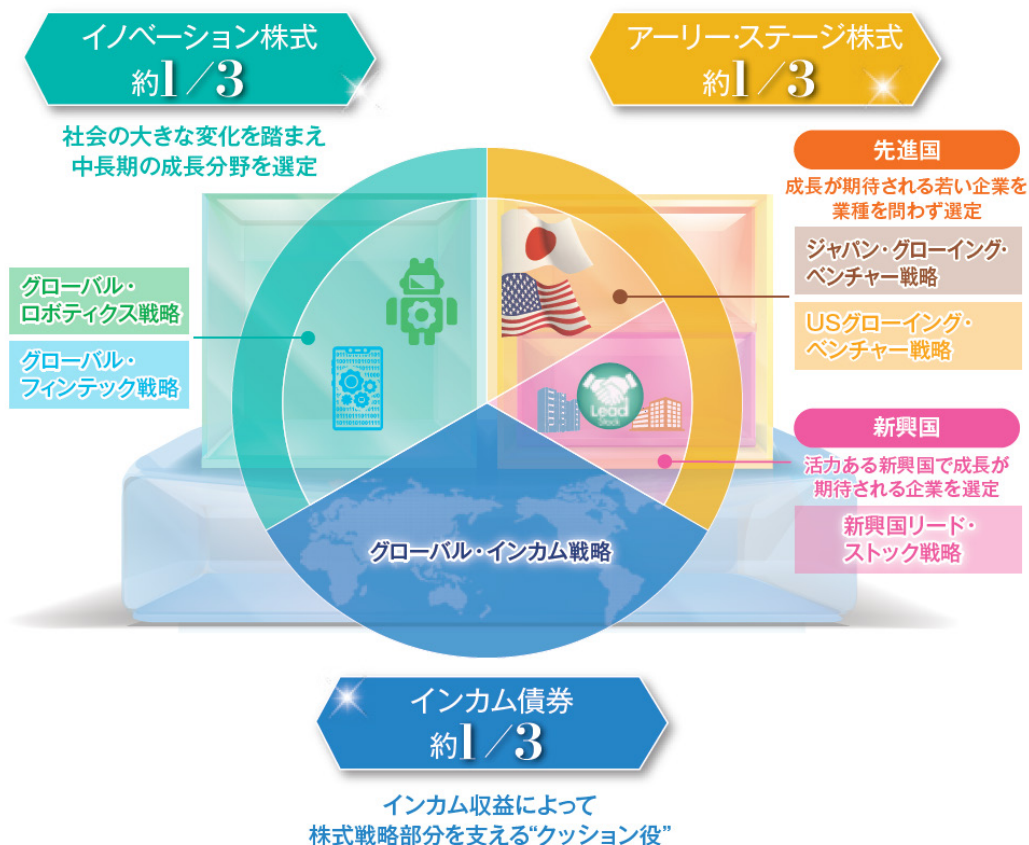 イノベーション株式
約1/3
社会の大きな変化を踏まえ
中長期の成長分野を選定
グローバル・
ロボティクス戦略
グローバル・
フィンテック戦略
アーリー・ステージ株式
約1/3
先進国
成長が期待される若い企業を
業種を問わず選定
ジャパン・グローイング・
ベンチャー戦略
USグローイング・
ベンチャー戦略
新興国
活力ある新興国で成長が
期待される企業を選定
新興国リード・
ストック戦略
Lead
Stock
グローバル・インカム戦略
インカム債券
約1/3
インカム収益によって
株式戦略部分を支える“クッション役”